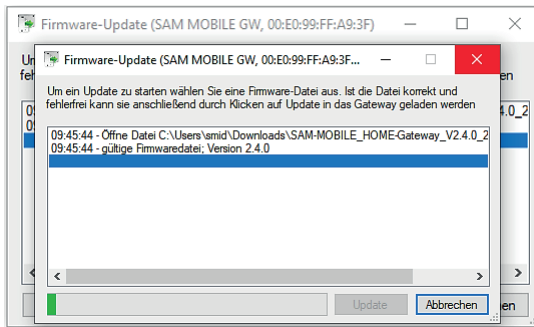 Firmware-Update (SAM MOBILE GW, 00:E0:99:FF:A9:3F)
Firmware-Update (SAM MOBILE GW, 00:E0:99:FF:A9:3F...
Um ein Update zu starten wählen Sie eine Firmware-Datei aus. Ist die Datei korrekt und
fehlerfrei kann sie anschließend durch Klicken auf Update in das Gateway geladen werden
09:45:44 - Öffne Datei C:\Users\smid\Downloads\SAM-MOBILE_HOME-Gateway_V2.4.0_2
09:45:44 - gültige Firmwaredatei; Version 2.4.0
Update
Abbrechen